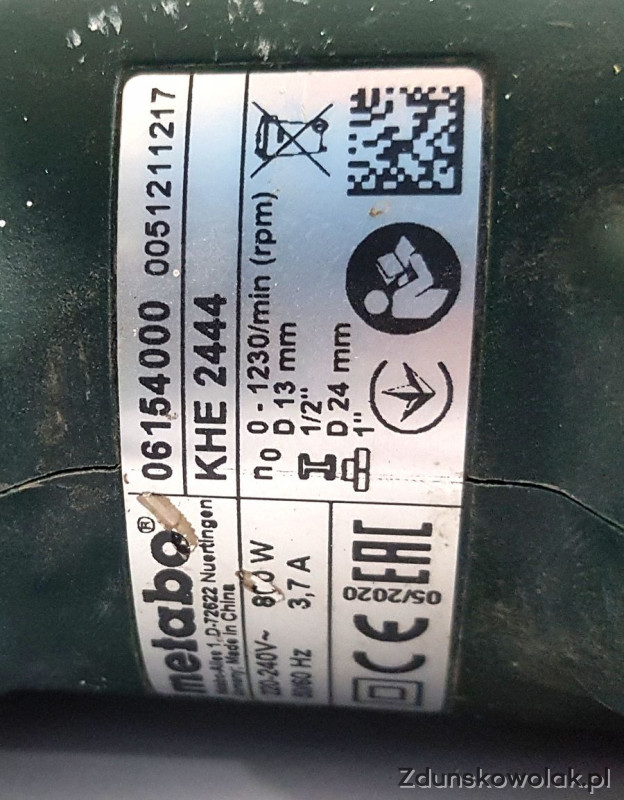 metabo®
D-72622 Nuertingen
Made in China
06154000 0051211217
KHE 2444
220-240V~ 800 W
50/60 Hz 3,7 A
n0 0 - 1230/min (rpm)
D 13 mm
1/2"
D 24 mm
1"
CE
05/2020
EAC
Zdunskowolak.pl